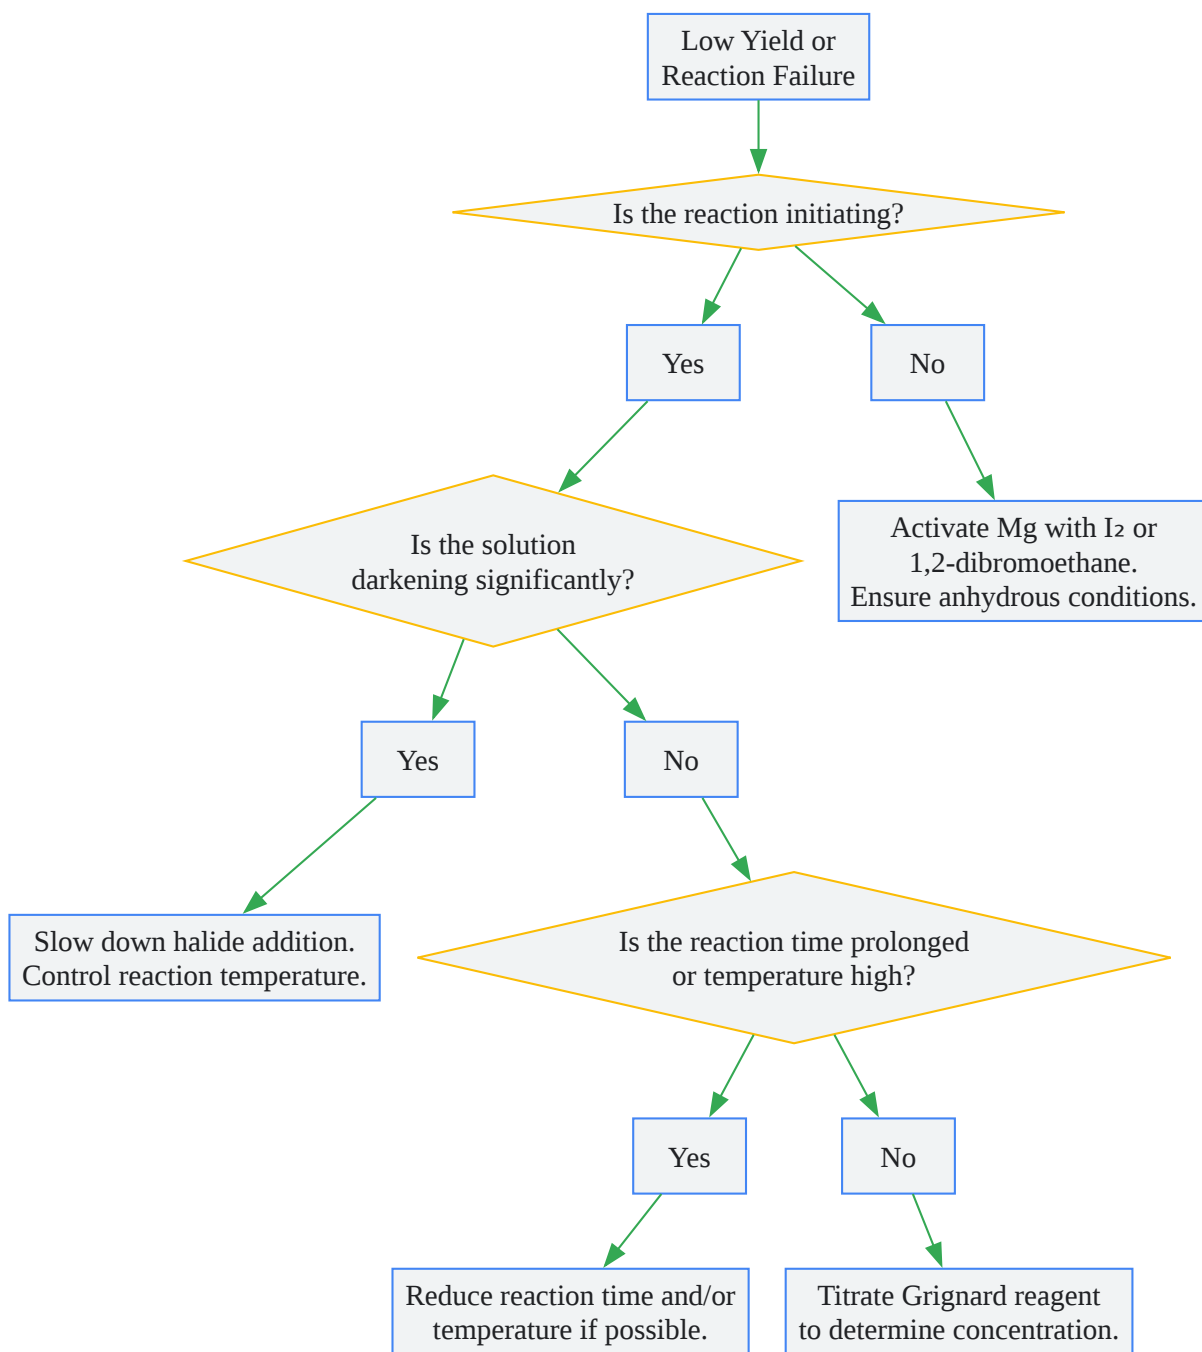 Low Yield or
Reaction Failure
Is the reaction initiating?
Yes
No
Activate Mg with I₂ or
1,2-dibromoethane.
Ensure anhydrous conditions.
Is the solution
darkening significantly?
Yes
No
Slow down halide addition.
Control reaction temperature.
Is the reaction time prolonged
or temperature high?
Yes
No
Reduce reaction time and/or
temperature if possible.
Titrate Grignard reagent
to determine concentration.